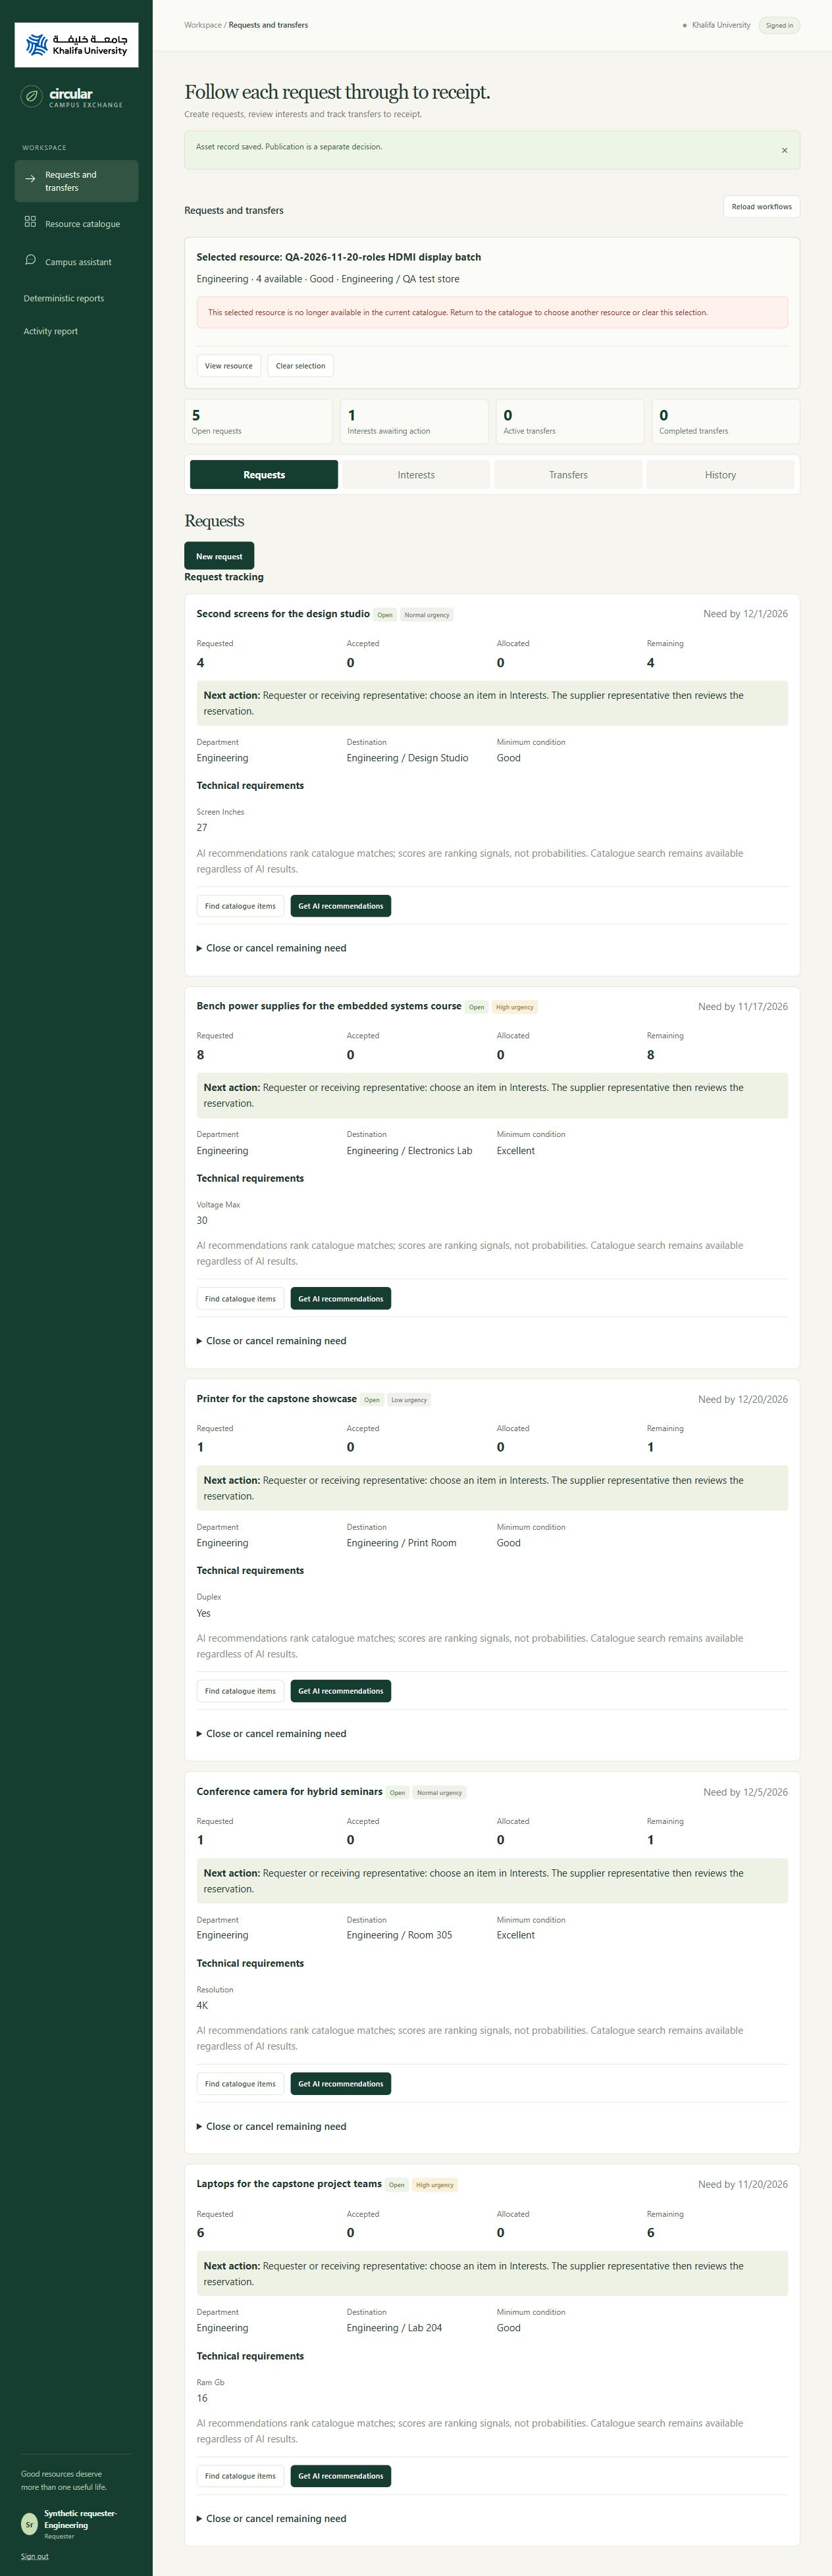 جامعــة خليفــة
Khalifa University
circular
CAMPUS EXCHANGE
WORKSPACE
Requests and
transfers
Resource catalogue
Campus assistant
Deterministic reports
Activity report
Good resources deserve
more than one useful life.
Sr
Synthetic requester-
Engineering
Requester
Sign out
Workspace / Requests and transfers
Khalifa University
Signed in
Follow each request through to receipt.
Create requests, review interests and track transfers to receipt.
Asset record saved. Publication is a separate decision.
×
Requests and transfers
Reload workflows
Selected resource: QA-2026-11-20-roles HDMI display batch
Engineering · 4 available · Good · Engineering / QA test store
This selected resource is no longer available in the current catalogue. Return to the catalogue to choose another resource or clear this selection.
View resource Clear selection
5 1 0 0
Open requests Interests awaiting action Active transfers Completed transfers
Requests Interests Transfers History
Requests
New request
Request tracking
Second screens for the design studio Open Normal urgency Need by 12/1/2026
Requested Accepted Allocated Remaining
4 0 0 4
Next action: Requester or receiving representative: choose an item in Interests. The supplier representative then reviews the
reservation.
Department Destination Minimum condition
Engineering Engineering / Design Studio Good
Technical requirements
Screen Inches
27
AI recommendations rank catalogue matches; scores are ranking signals, not probabilities. Catalogue search remains available
regardless of AI results.
Find catalogue items Get AI recommendations
▶ Close or cancel remaining need
Bench power supplies for the embedded systems course Open High urgency Need by 11/17/2026
Requested Accepted Allocated Remaining
8 0 0 8
Next action: Requester or receiving representative: choose an item in Interests. The supplier representative then reviews the
reservation.
Department Destination Minimum condition
Engineering Engineering / Electronics Lab Excellent
Technical requirements
Voltage Max
30
AI recommendations rank catalogue matches; scores are ranking signals, not probabilities. Catalogue search remains available
regardless of AI results.
Find catalogue items Get AI recommendations
▶ Close or cancel remaining need
Printer for the capstone showcase Open Low urgency Need by 12/20/2026
Requested Accepted Allocated Remaining
1 0 0 1
Next action: Requester or receiving representative: choose an item in Interests. The supplier representative then reviews the
reservation.
Department Destination Minimum condition
Engineering Engineering / Print Room Good
Technical requirements
Duplex
Yes
AI recommendations rank catalogue matches; scores are ranking signals, not probabilities. Catalogue search remains available
regardless of AI results.
Find catalogue items Get AI recommendations
▶ Close or cancel remaining need
Conference camera for hybrid seminars Open Normal urgency Need by 12/5/2026
Requested Accepted Allocated Remaining
1 0 0 1
Next action: Requester or receiving representative: choose an item in Interests. The supplier representative then reviews the
reservation.
Department Destination Minimum condition
Engineering Engineering / Room 305 Excellent
Technical requirements
Resolution
4K
AI recommendations rank catalogue matches; scores are ranking signals, not probabilities. Catalogue search remains available
regardless of AI results.
Find catalogue items Get AI recommendations
▶ Close or cancel remaining need
Laptops for the capstone project teams Open High urgency Need by 11/20/2026
Requested Accepted Allocated Remaining
6 0 0 6
Next action: Requester or receiving representative: choose an item in Interests. The supplier representative then reviews the
reservation.
Department Destination Minimum condition
Engineering Engineering / Lab 204 Good
Technical requirements
Ram Gb
16
AI recommendations rank catalogue matches; scores are ranking signals, not probabilities. Catalogue search remains available
regardless of AI results.
Find catalogue items Get AI recommendations
▶ Close or cancel remaining need